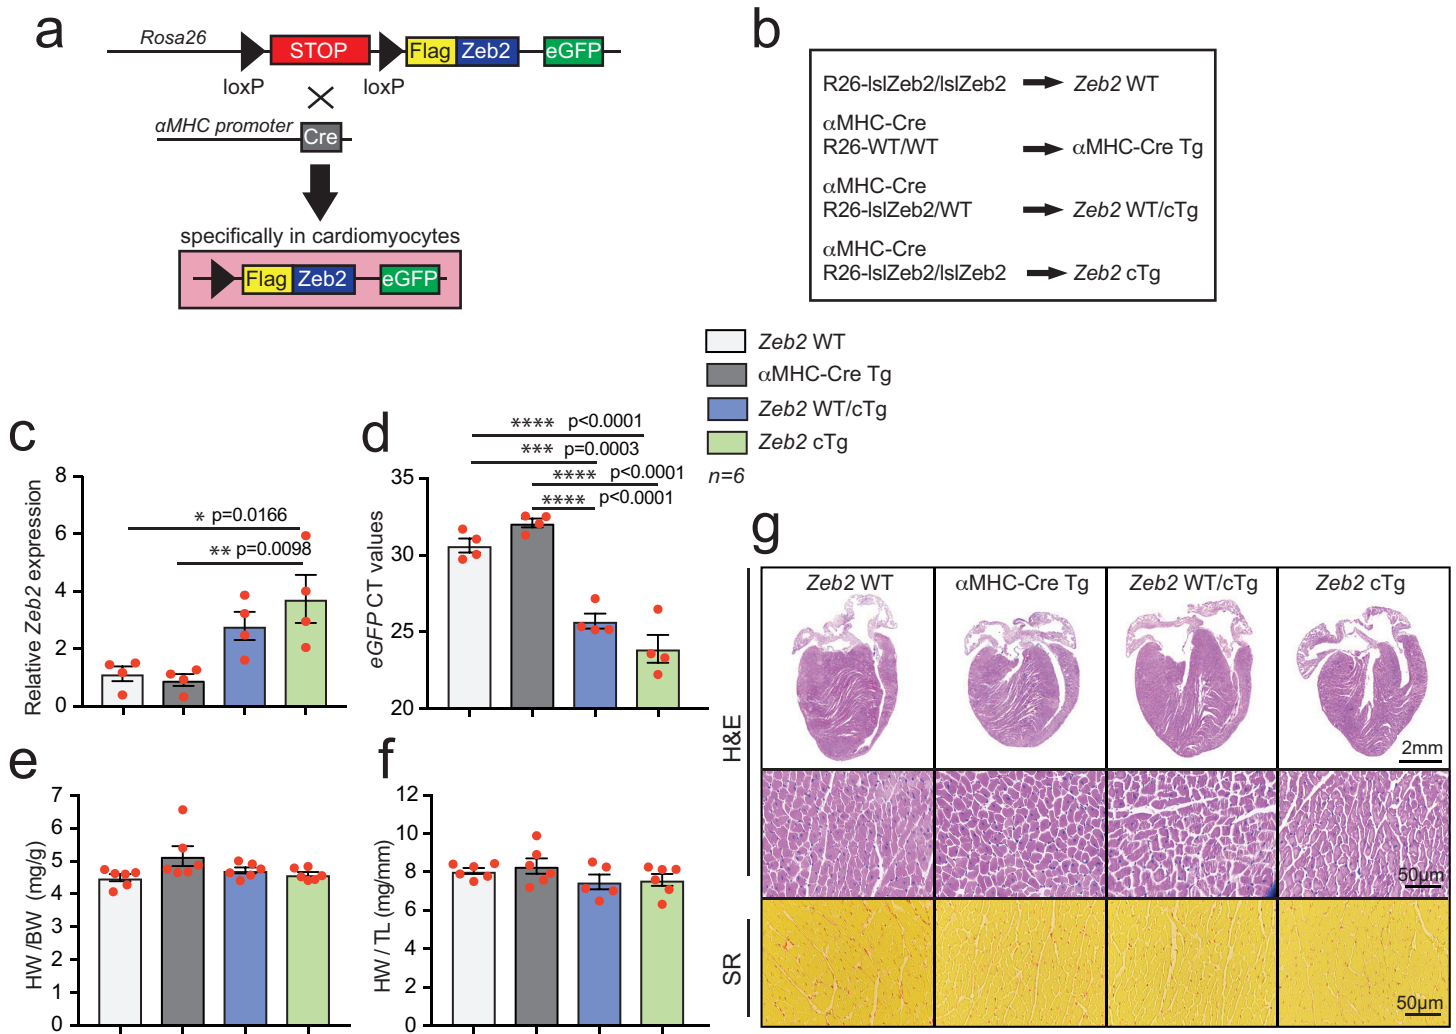 a
Rosa26
STOP
Flag
Zeb2
eGFP
loxP
loxP
αMHC promoter
Cre
specifically in cardiomyocytes
Flag
Zeb2
eGFP
b
R26-lslZeb2/lslZeb2
Zeb2 WT
αMHC-Cre
R26-WT/WT
αMHC-Cre Tg
αMHC-Cre
R26-lslZeb2/WT
Zeb2 WT/cTg
αMHC-Cre
R26-lslZeb2/lslZeb2
Zeb2 cTg
Zeb2 WT
αMHC-Cre Tg
Zeb2 WT/cTg
Zeb2 cTg
n=6
c
Relative Zeb2 expression
8
6
4
2
0
* p=0.0166
** p=0.0098
d
eGFP CT values
35
30
25
20
**** p<0.0001
*** p=0.0003
**** p<0.0001
**** p<0.0001
e
HW /BW (mg/g)
7
6
5
4
3
2
1
0
f
HW / TL (mg/mm)
12
10
8
6
4
2
0
g
Zeb2 WT
αMHC-Cre Tg
Zeb2 WT/cTg
Zeb2 cTg
H&E
2mm
50µm
SR
50µm